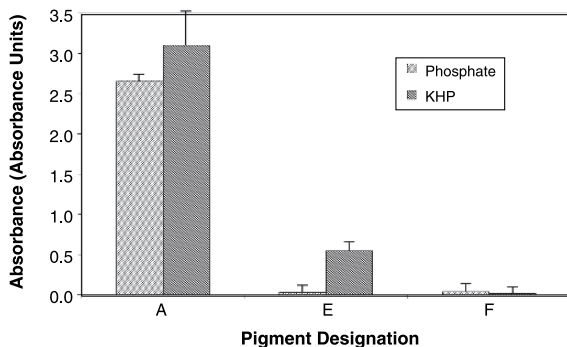 Absorbance (Absorbance Units)
3.5
3.0
2.5
2.0
1.5
1.0
0.5
0.0
Phosphate
KHP
A E F
Pigment Designation